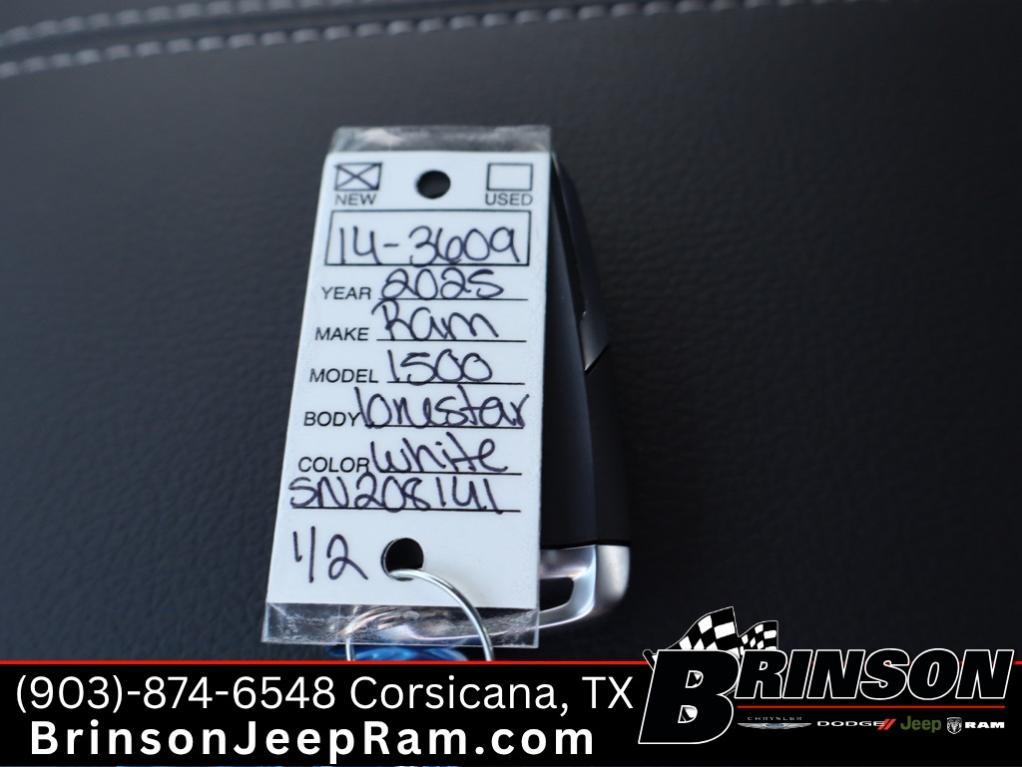 NEW USED
14-3609
YEAR 2025
MAKE Ram
MODEL 1500
BODY lonestar
COLOR White
SN208141
1/2
(903)-874-6548 Corsicana, TX
BrinsonJeepRam.com
BRINSON
CHRYSLER DODGE Jeep RAM